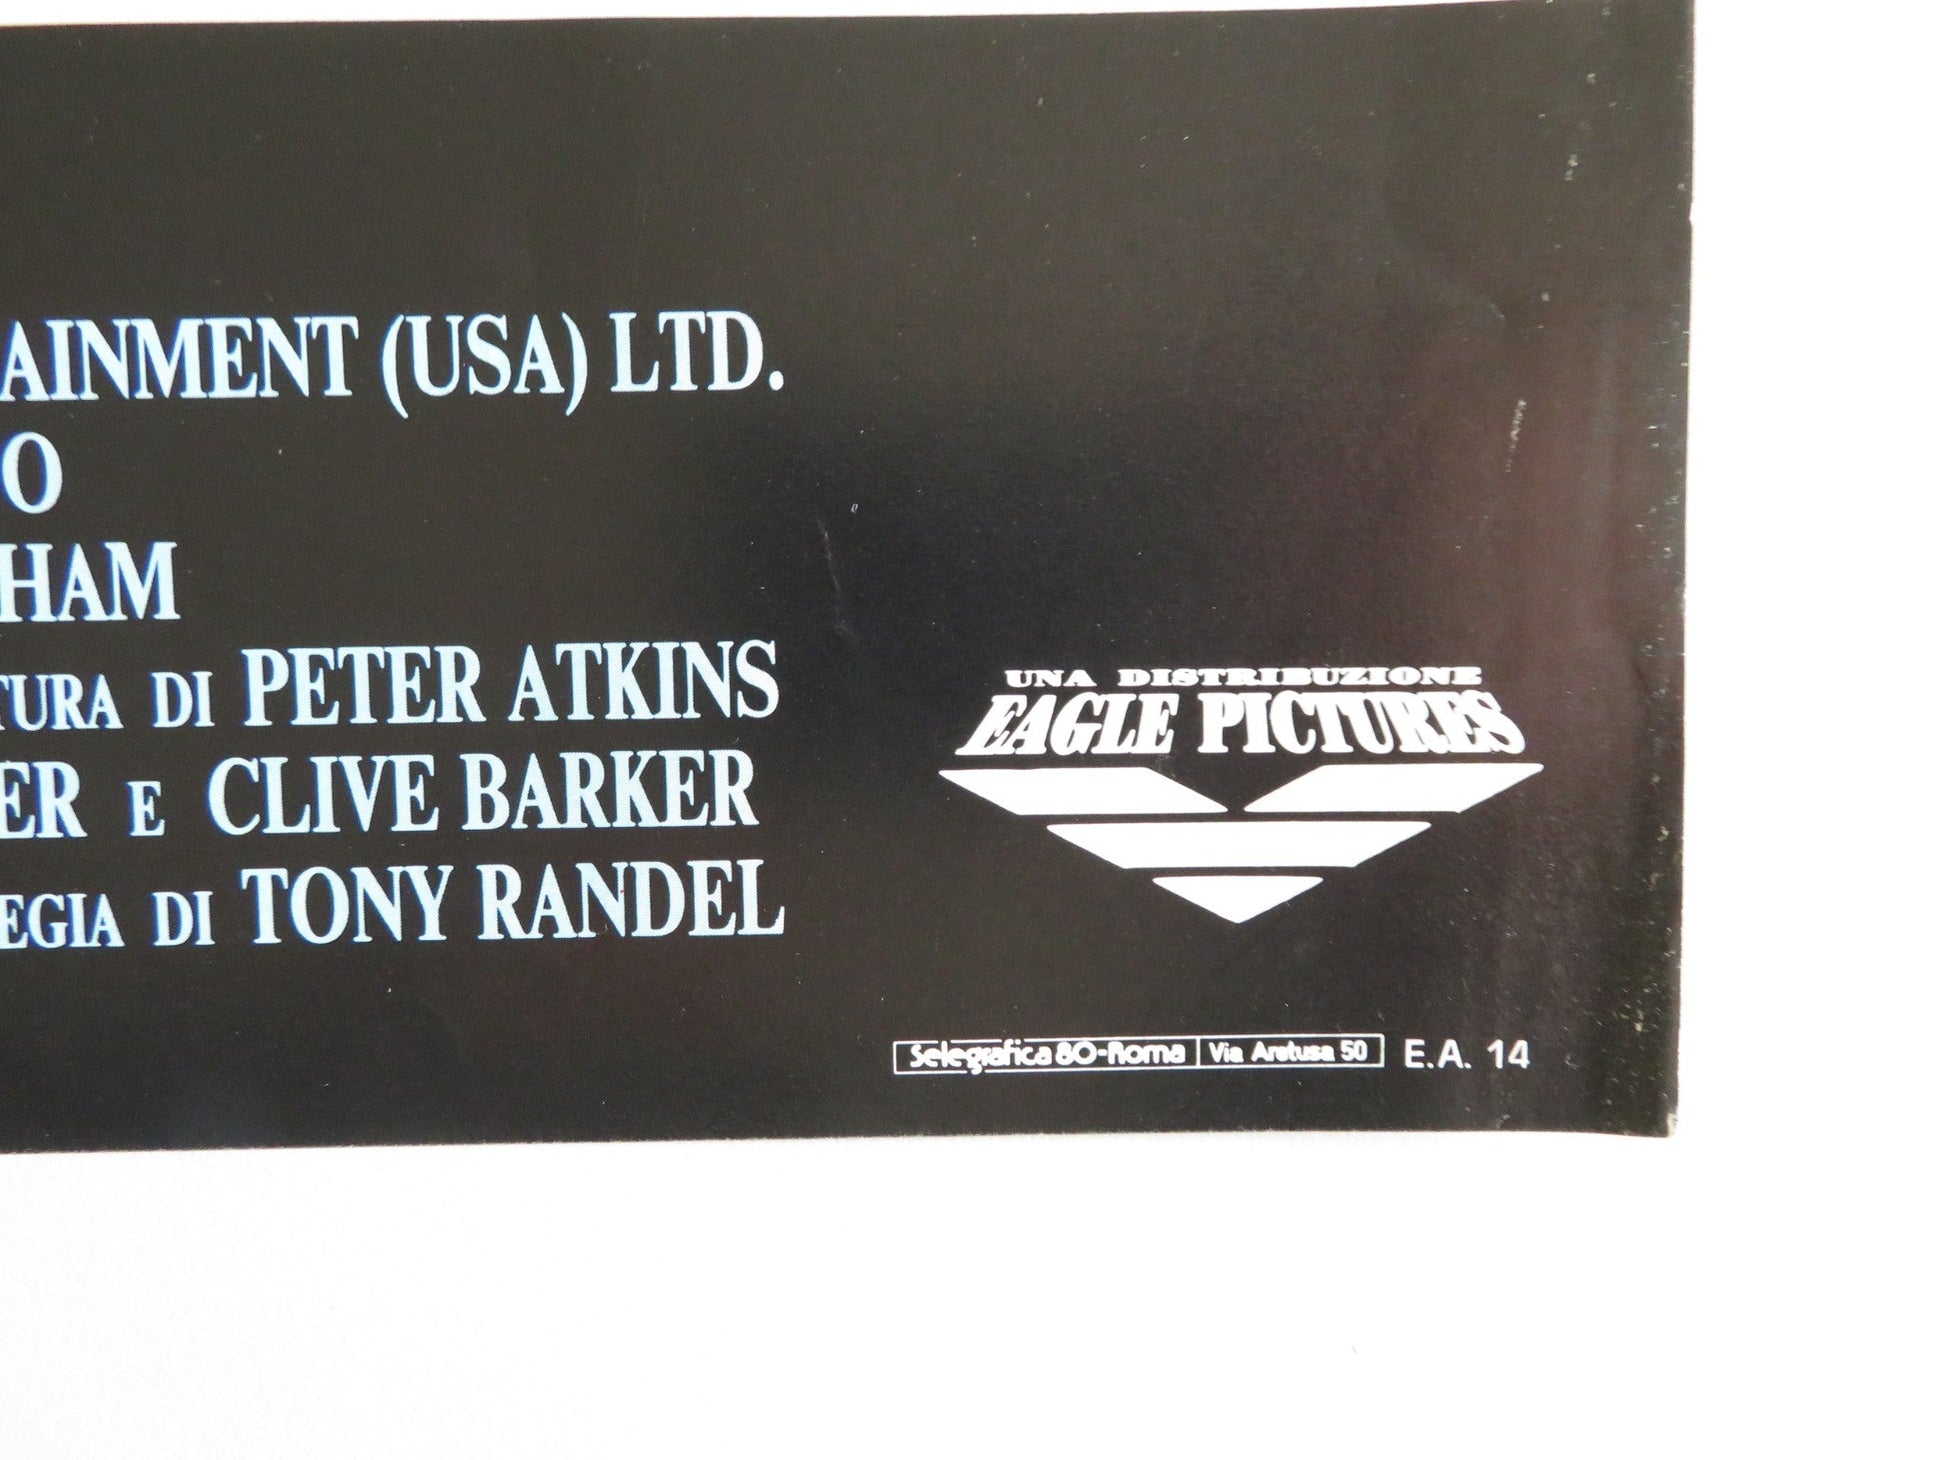 AINMENT (USA) LTD.
O
HAM
TURA DI PETER ATKINS
ER E CLIVE BARKER
EGIA DI TONY RANDEL
UNA DISTRIBUZIONE
EAGLE PICTURES
Selegrafica 80-Roma Via Aretusa 50 E.A. 14